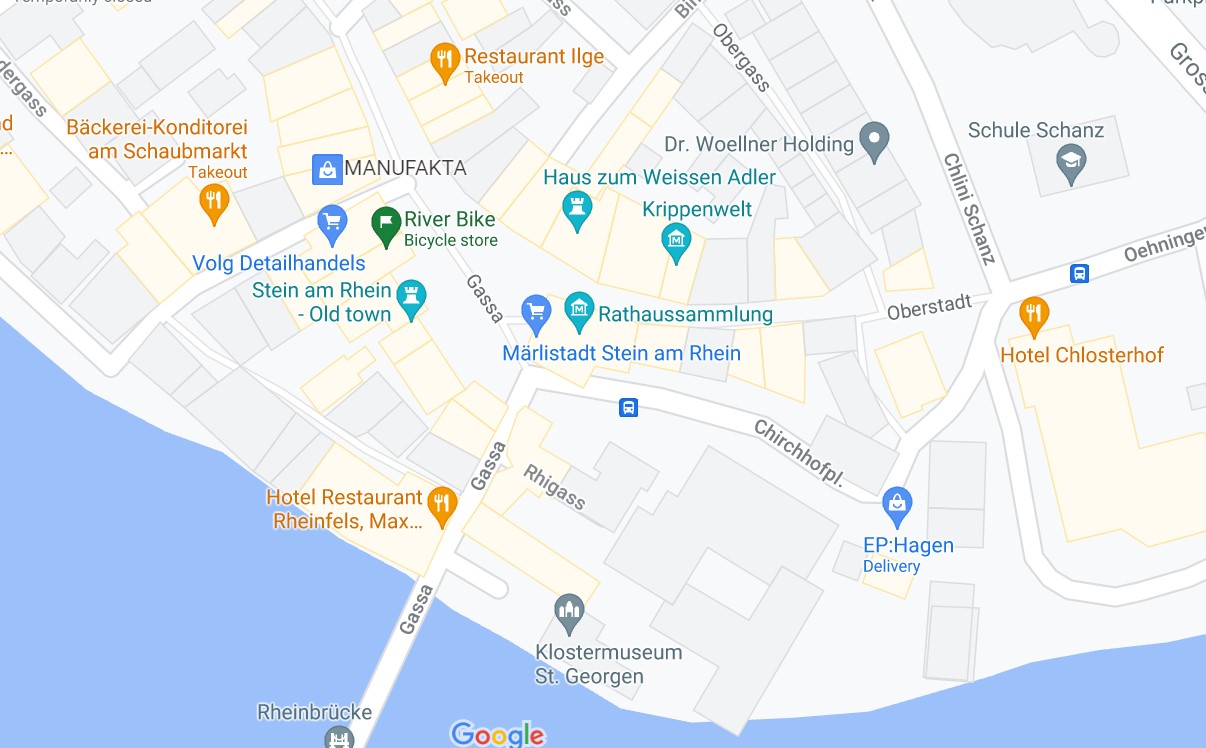 Temporarily closed
Restaurant Ilge
Takeout
Obergass
Bäckerei-Konditorei
am Schaubmarkt
Takeout
MANUFAKTA
Dr. Woellner Holding
Schule Schanz
Haus zum Weissen Adler
Krippenwelt
Chlini Schanz
River Bike
Bicycle store
Volg Detailhandels
Stein am Rhein
- Old town
Gassa
Rathaussammlung
Märlistadt Stein am Rhein
Oberstadt
Hotel Chlosterhof
Chirchhofpl.
Gassa
Rhigass
Hotel Restaurant
Rheinfels, Max...
EP:Hagen
Delivery
Gassa
Klostermuseum
St. Georgen
Rheinbrücke
Google